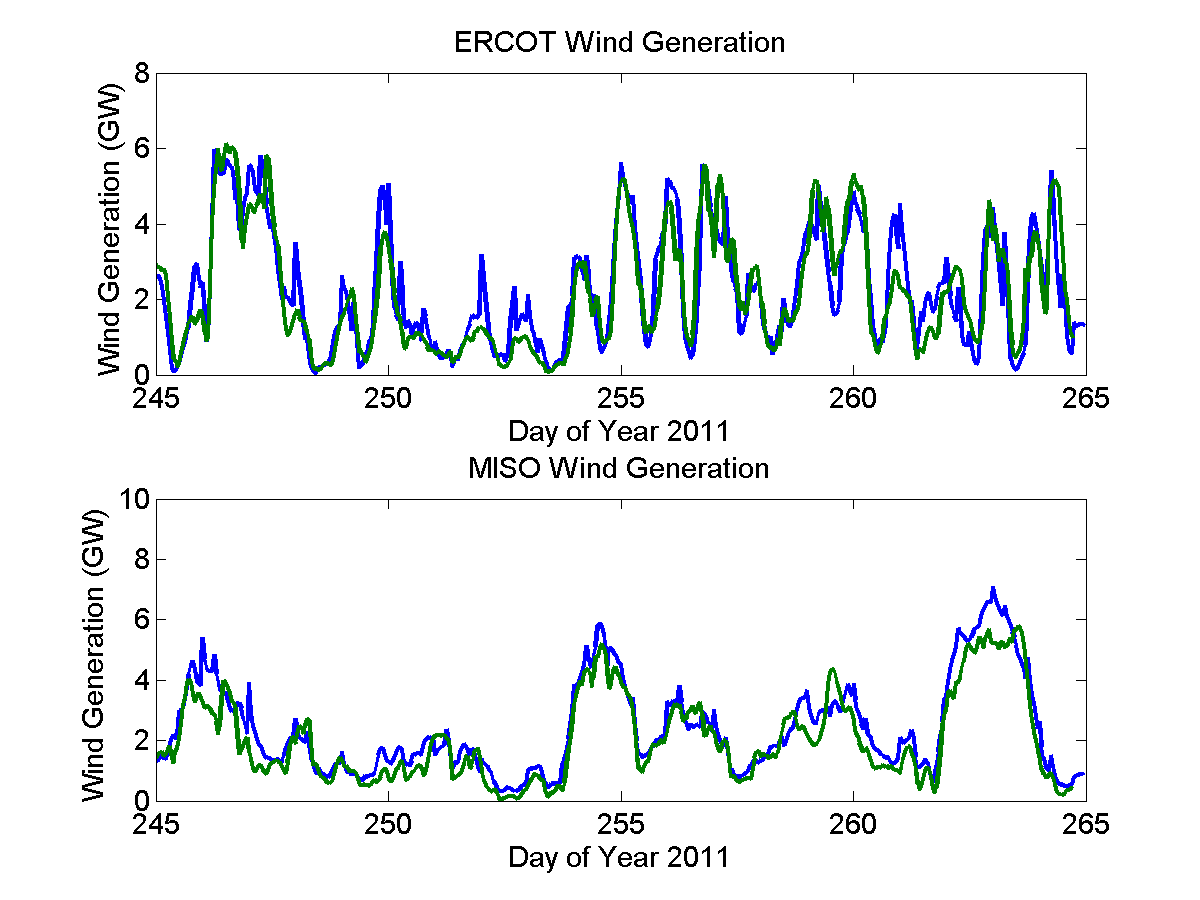 ERCOT Wind Generation
Wind Generation (GW)
8
6
4
2
0
245 250 255 260 265
Day of Year 2011
MISO Wind Generation
Wind Generation (GW)
10
8
6
4
2
0
245 250 255 260 265
Day of Year 2011